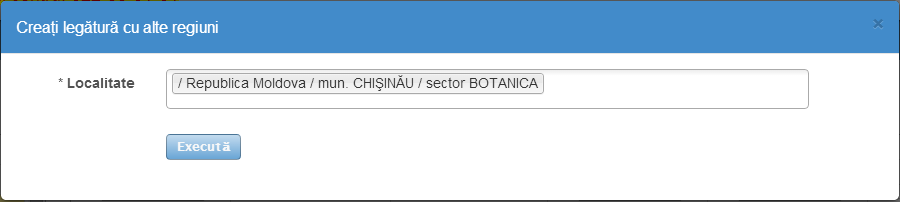 Creați legătură cu alte regiuni
×
* Localitate
/ Republica Moldova / mun. CHIŞINĂU / sector BOTANICA
Execută